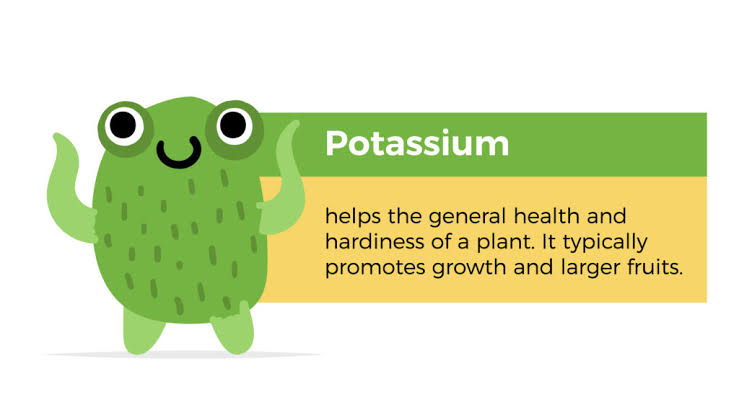 Potassium
helps the general health and
hardiness of a plant. It typically
promotes growth and larger fruits.